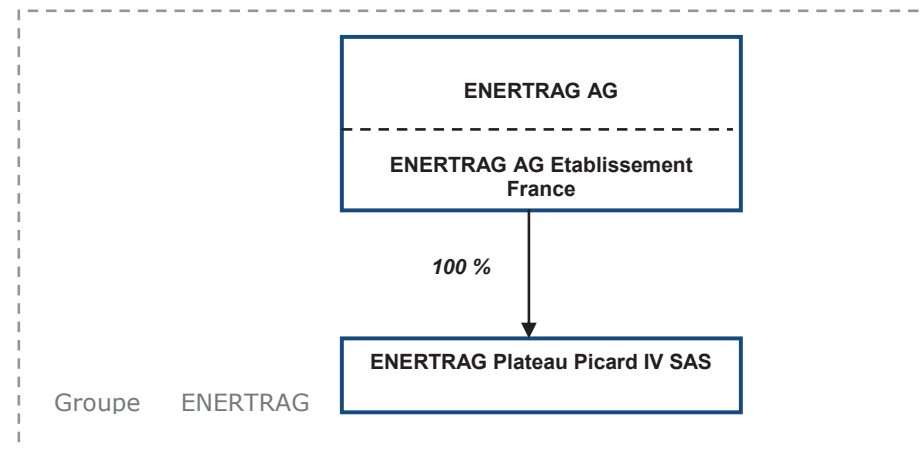 ENERTRAG AG
ENERTRAG AG Etablissement
France
100 %
ENERTRAG Plateau Picard IV SAS
Groupe ENERTRAG